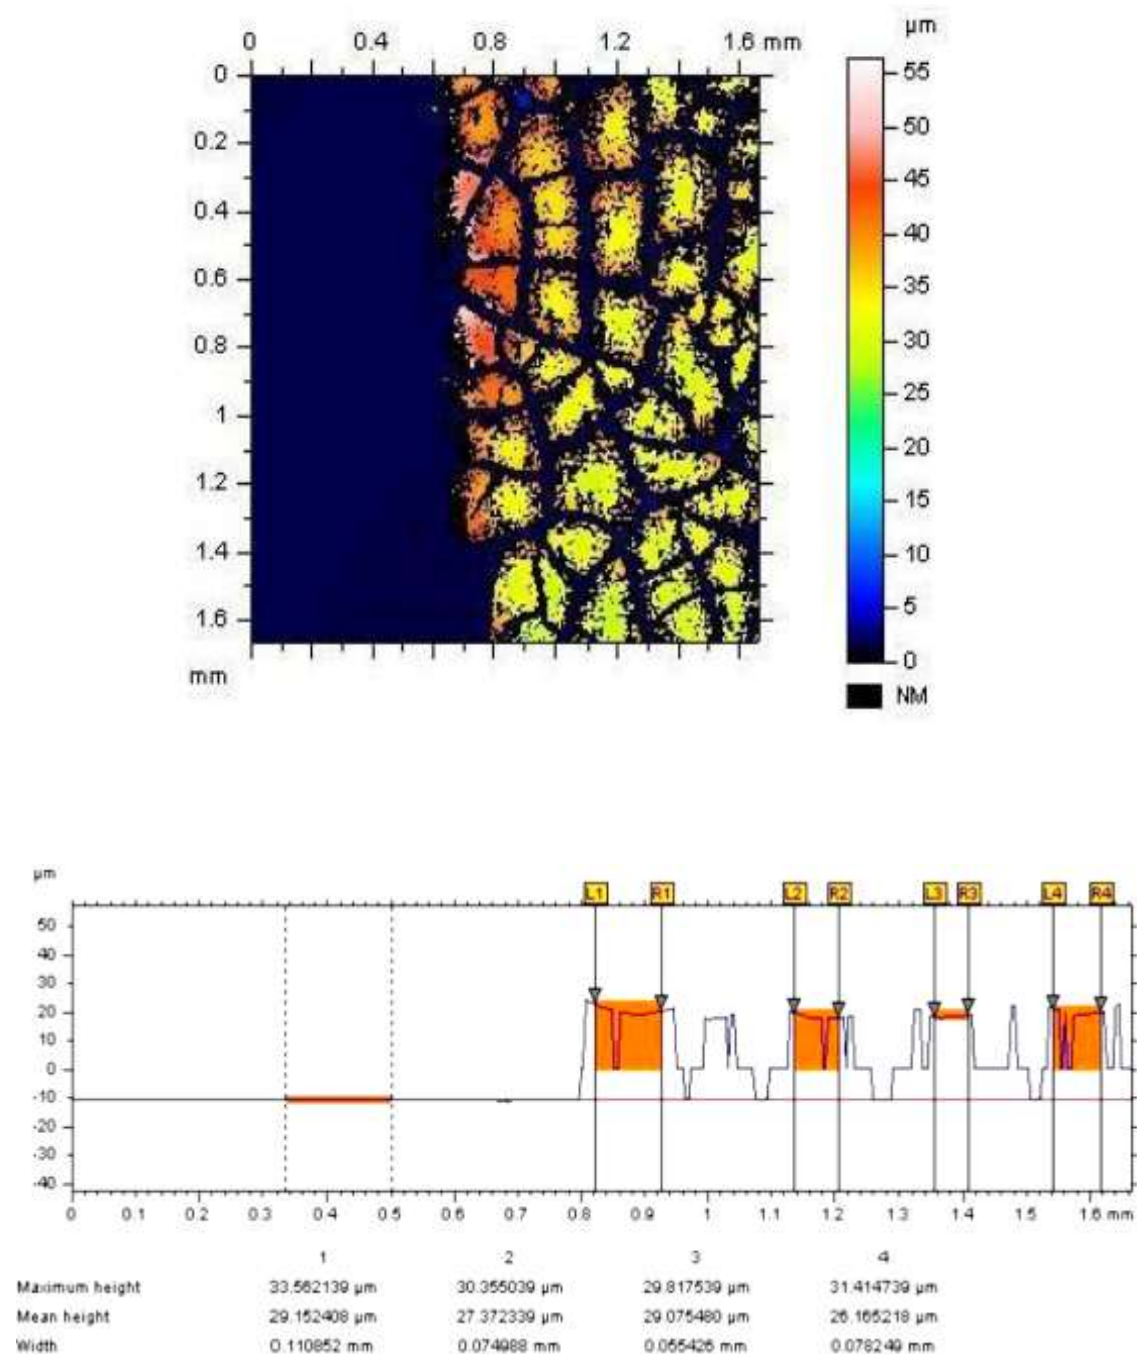 µm
0 0.4 0.8 1.2 1.6 mm
0
0.2
0.4
0.6
0.8
1
1.2
1.4
1.6
mm
55
50
45
40
35
30
25
20
15
10
5
0
NM
µm
L1 R1 L2 R2 L3 R3 L4 R4
50
40
30
20
10
0
-10
-20
-30
-40
0 0.1 0.2 0.3 0.4 0.5 0.6 0.7 0.8 0.9 1 1.1 1.2 1.3 1.4 1.5 1.6 mm
1 2 3 4
Maximum height 33.562139 µm 30.355039 µm 29.817539 µm 31.414739 µm
Mean height 29.152408 µm 27.372339 µm 29.075480 µm 26.165218 µm
Width 0.110852 mm 0.074988 mm 0.055426 mm 0.078249 mm